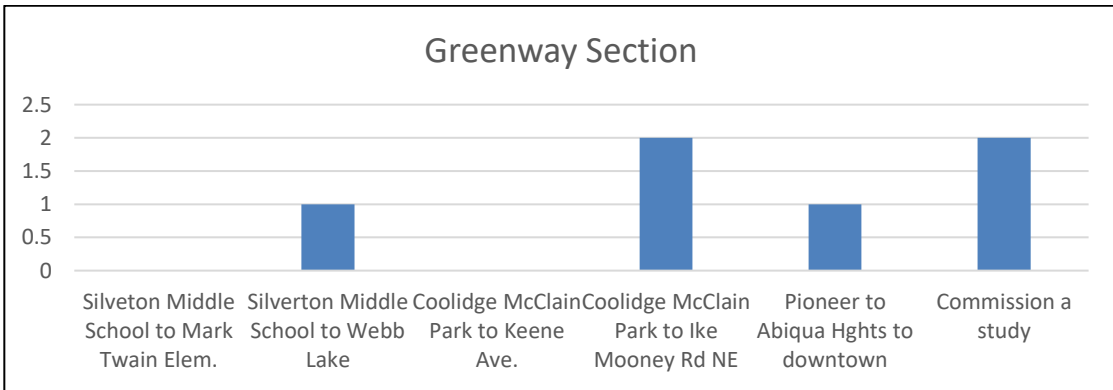 Greenway Section
2.5
2
1.5
1
0.5
0
Silveton Middle
School to Mark
Twain Elem.
Silverton Middle
School to Webb
Lake
Coolidge McClain
Park to Keene
Ave.
Coolidge McClain
Park to Ike
Mooney Rd NE
Pioneer to
Abiqua Hghts to
downtown
Commission a
study